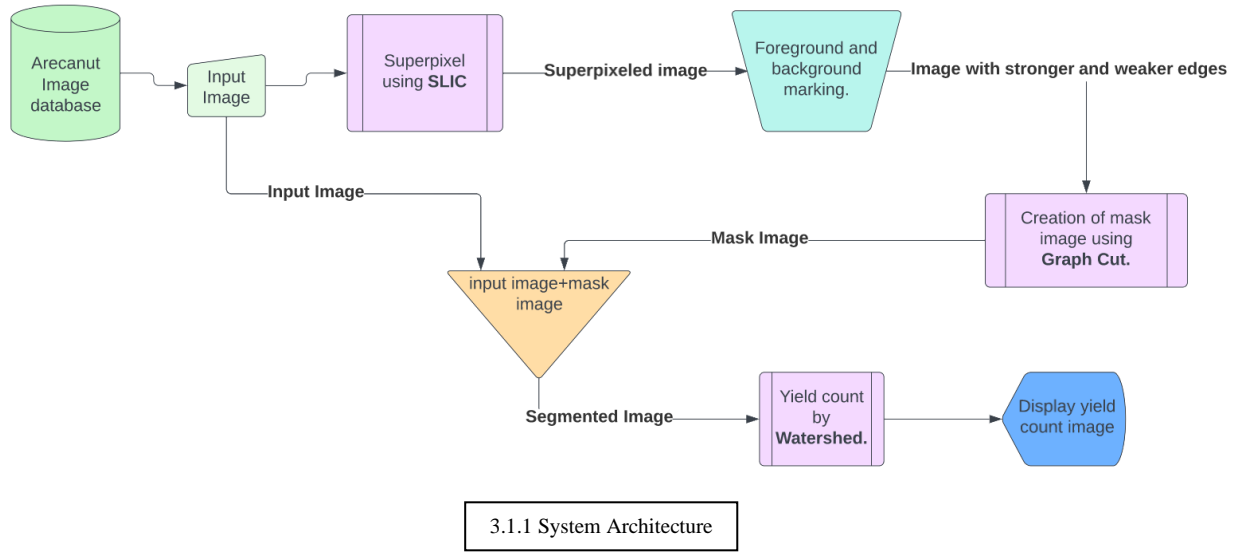 Arecanut
Image
database
Input
Image
Superpixel
using SLIC
Superpixeled image
Foreground and
background
marking.
Image with stronger and weaker edges
Input Image
Creation of mask
image using
Graph Cut.
Mask Image
input image+mask
image
Segmented Image
Yield count
by
Watershed.
Display yield
count image
3.1.1 System Architecture